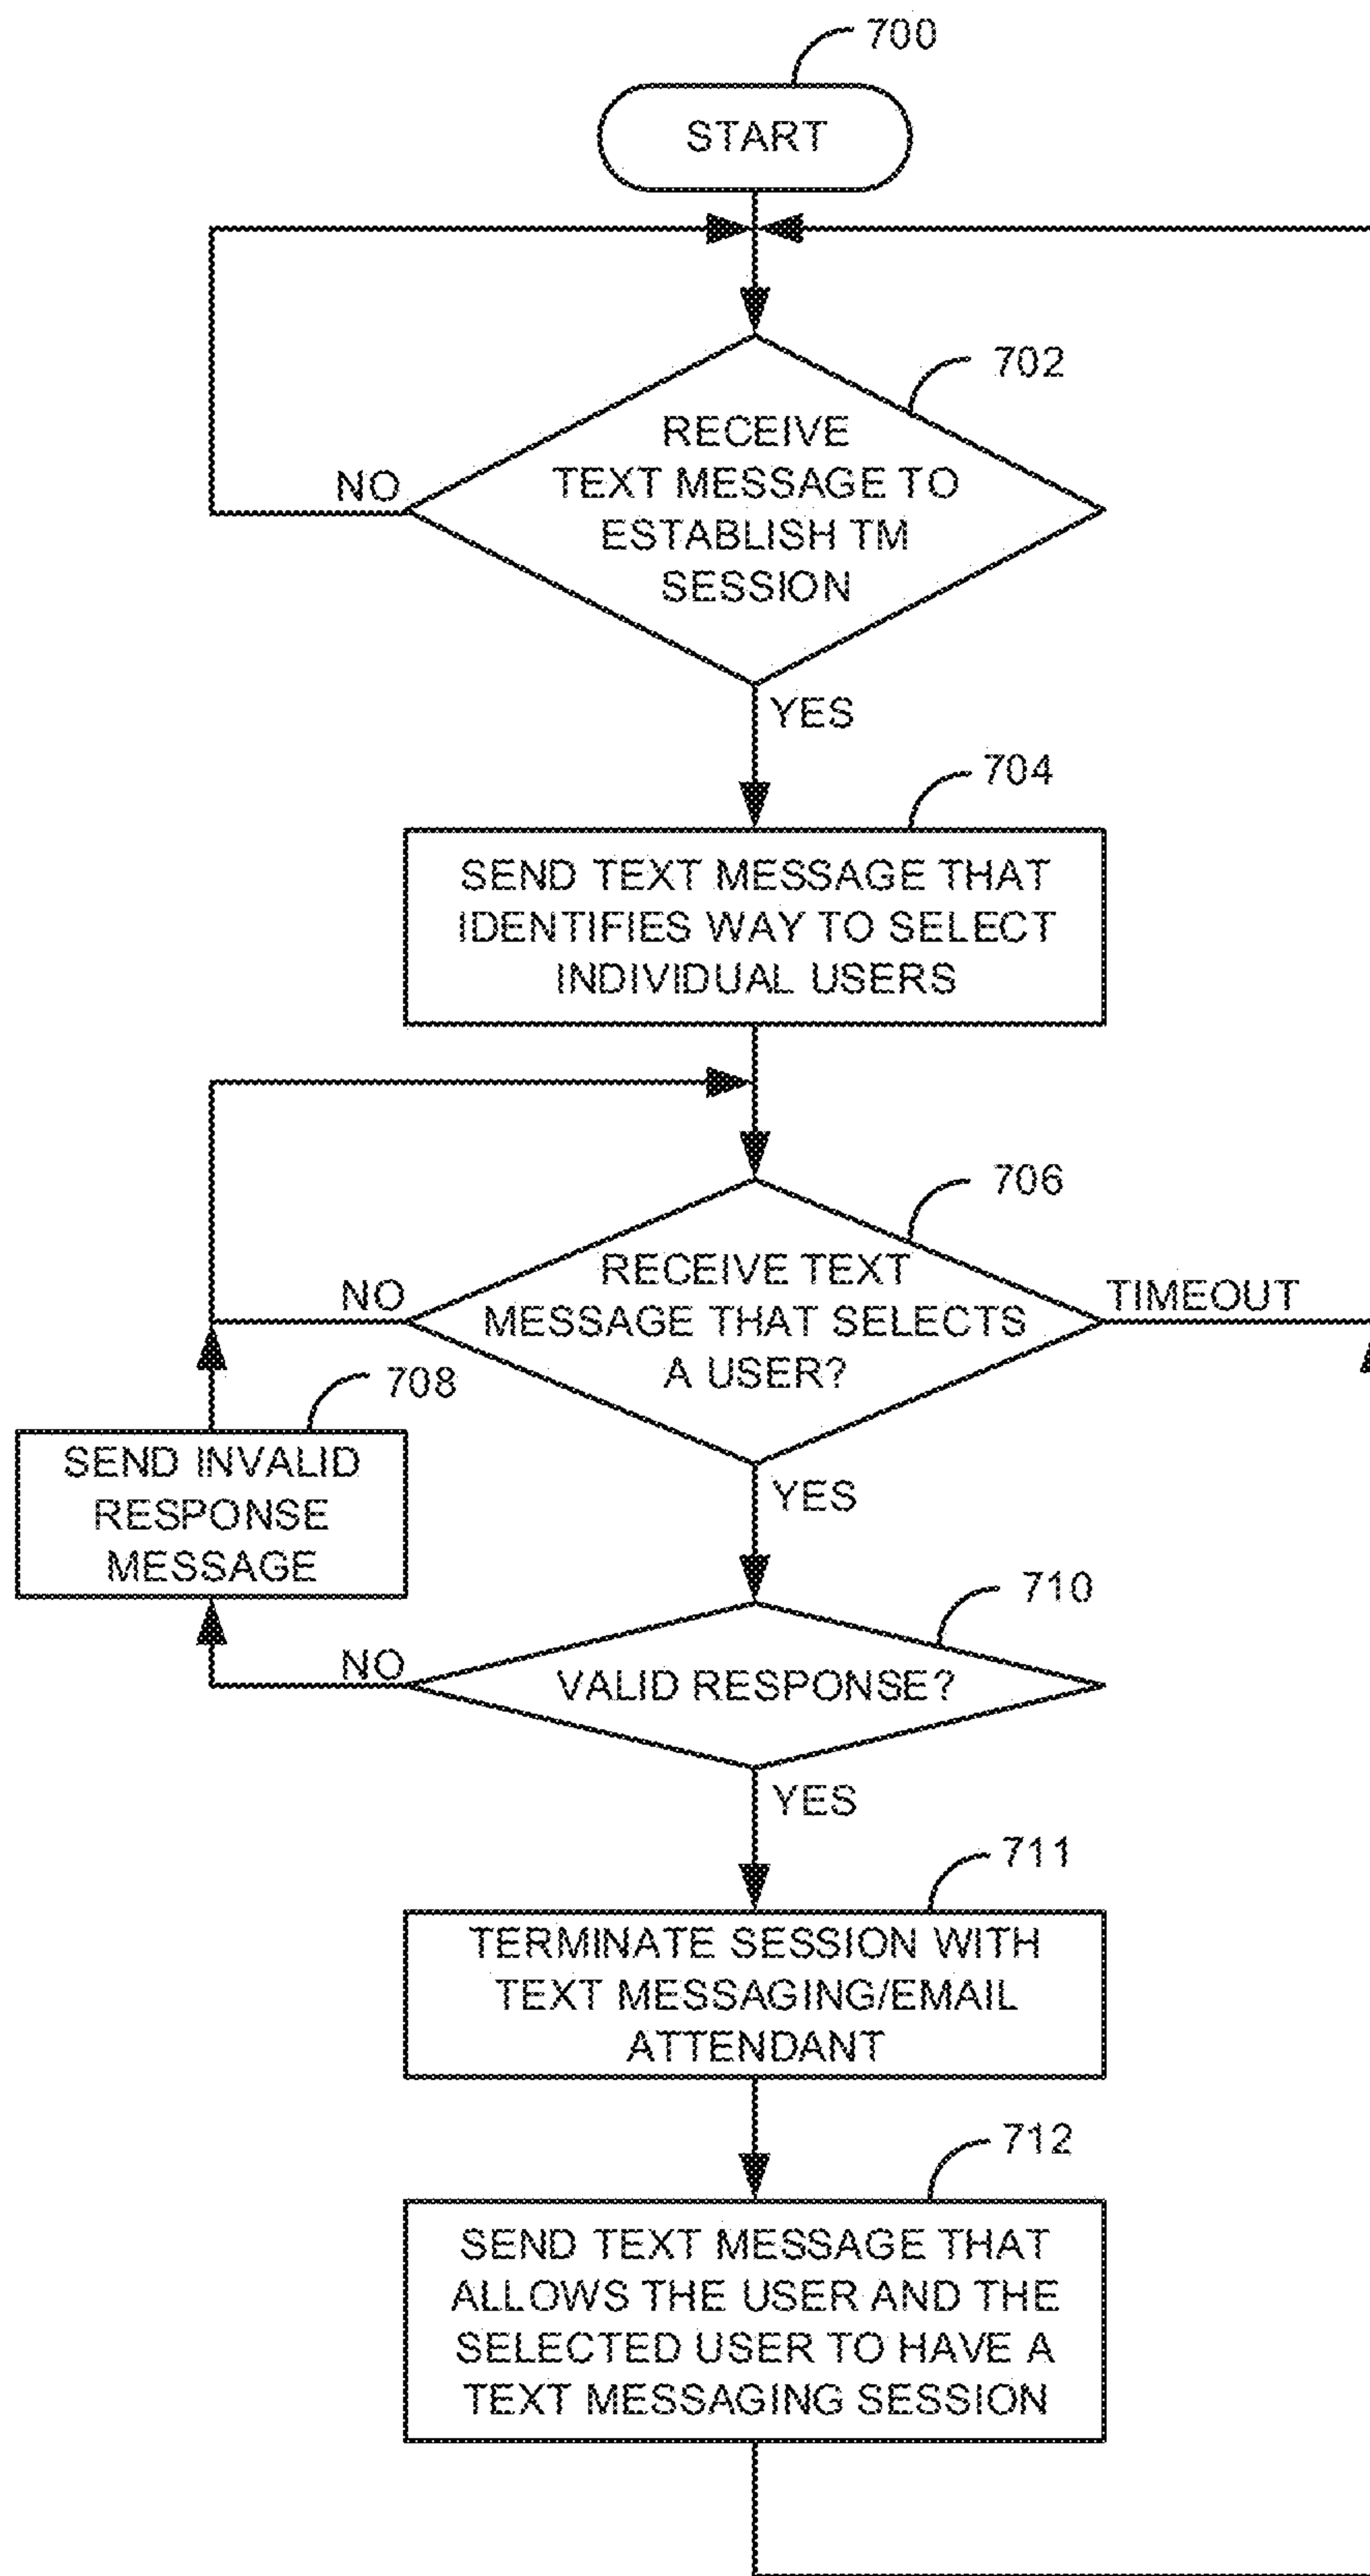 700
START
702
RECEIVE
TEXT MESSAGE TO
ESTABLISH TM
SESSION
NO
YES
704
SEND TEXT MESSAGE THAT
IDENTIFIES WAY TO SELECT
INDIVIDUAL USERS
706
RECEIVE TEXT
MESSAGE THAT SELECTS
A USER?
NO
TIMEOUT
708
SEND INVALID
RESPONSE
MESSAGE
YES
710
VALID RESPONSE?
NO
YES
711
TERMINATE SESSION WITH
TEXT MESSAGING/EMAIL
ATTENDANT
712
SEND TEXT MESSAGE THAT
ALLOWS THE USER AND THE
SELECTED USER TO HAVE A
TEXT MESSAGING SESSION